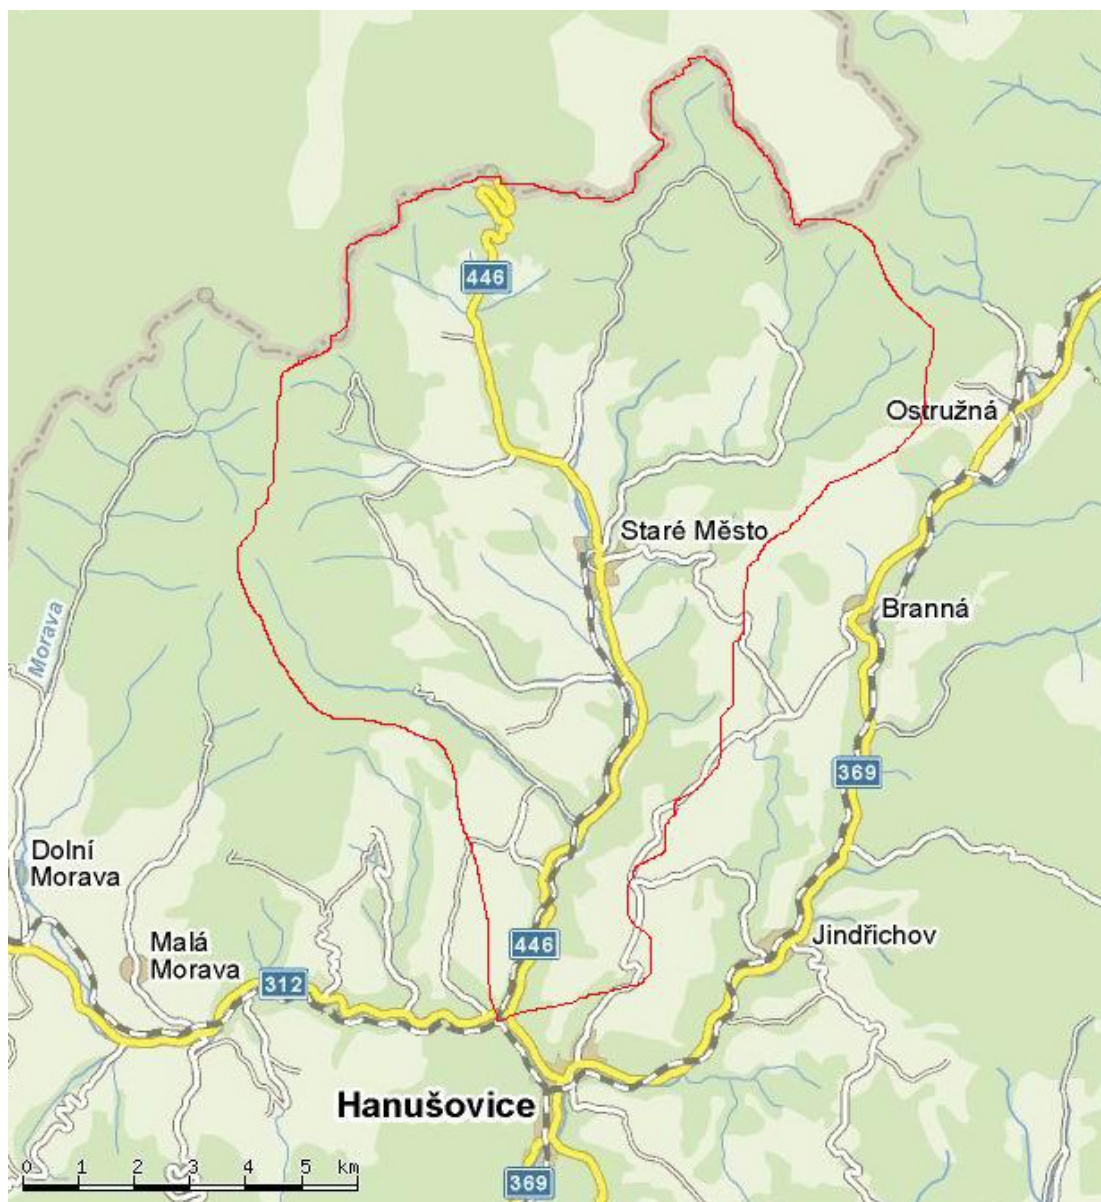 446
Ostružná
Staré Město
Branná
Morava
369
Dolní
Morava
Malá
Morava
446
Jindřichov
312
Hanušovice
0 1 2 3 4 5 km
369